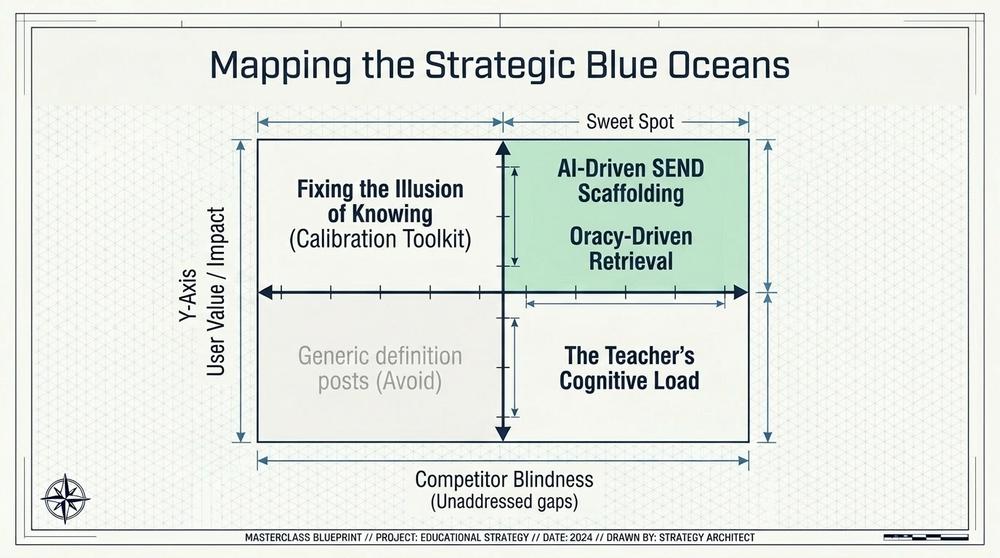 Mapping the Strategic Blue Oceans
Sweet Spot
Fixing the Illusion
of Knowing
(Calibration Toolkit)
AI-Driven SEND
Scaffolding
Oracy-Driven
Retrieval
Y-Axis
User Value / Impact
Generic definition
posts (Avoid)
The Teacher's
Cognitive Load
Competitor Blindness
(Unaddressed gaps)
MASTERCLASS BLUEPRINT // PROJECT: EDUCATIONAL STRATEGY // DATE: 2024 // DRAWN BY: STRATEGY ARCHITECT